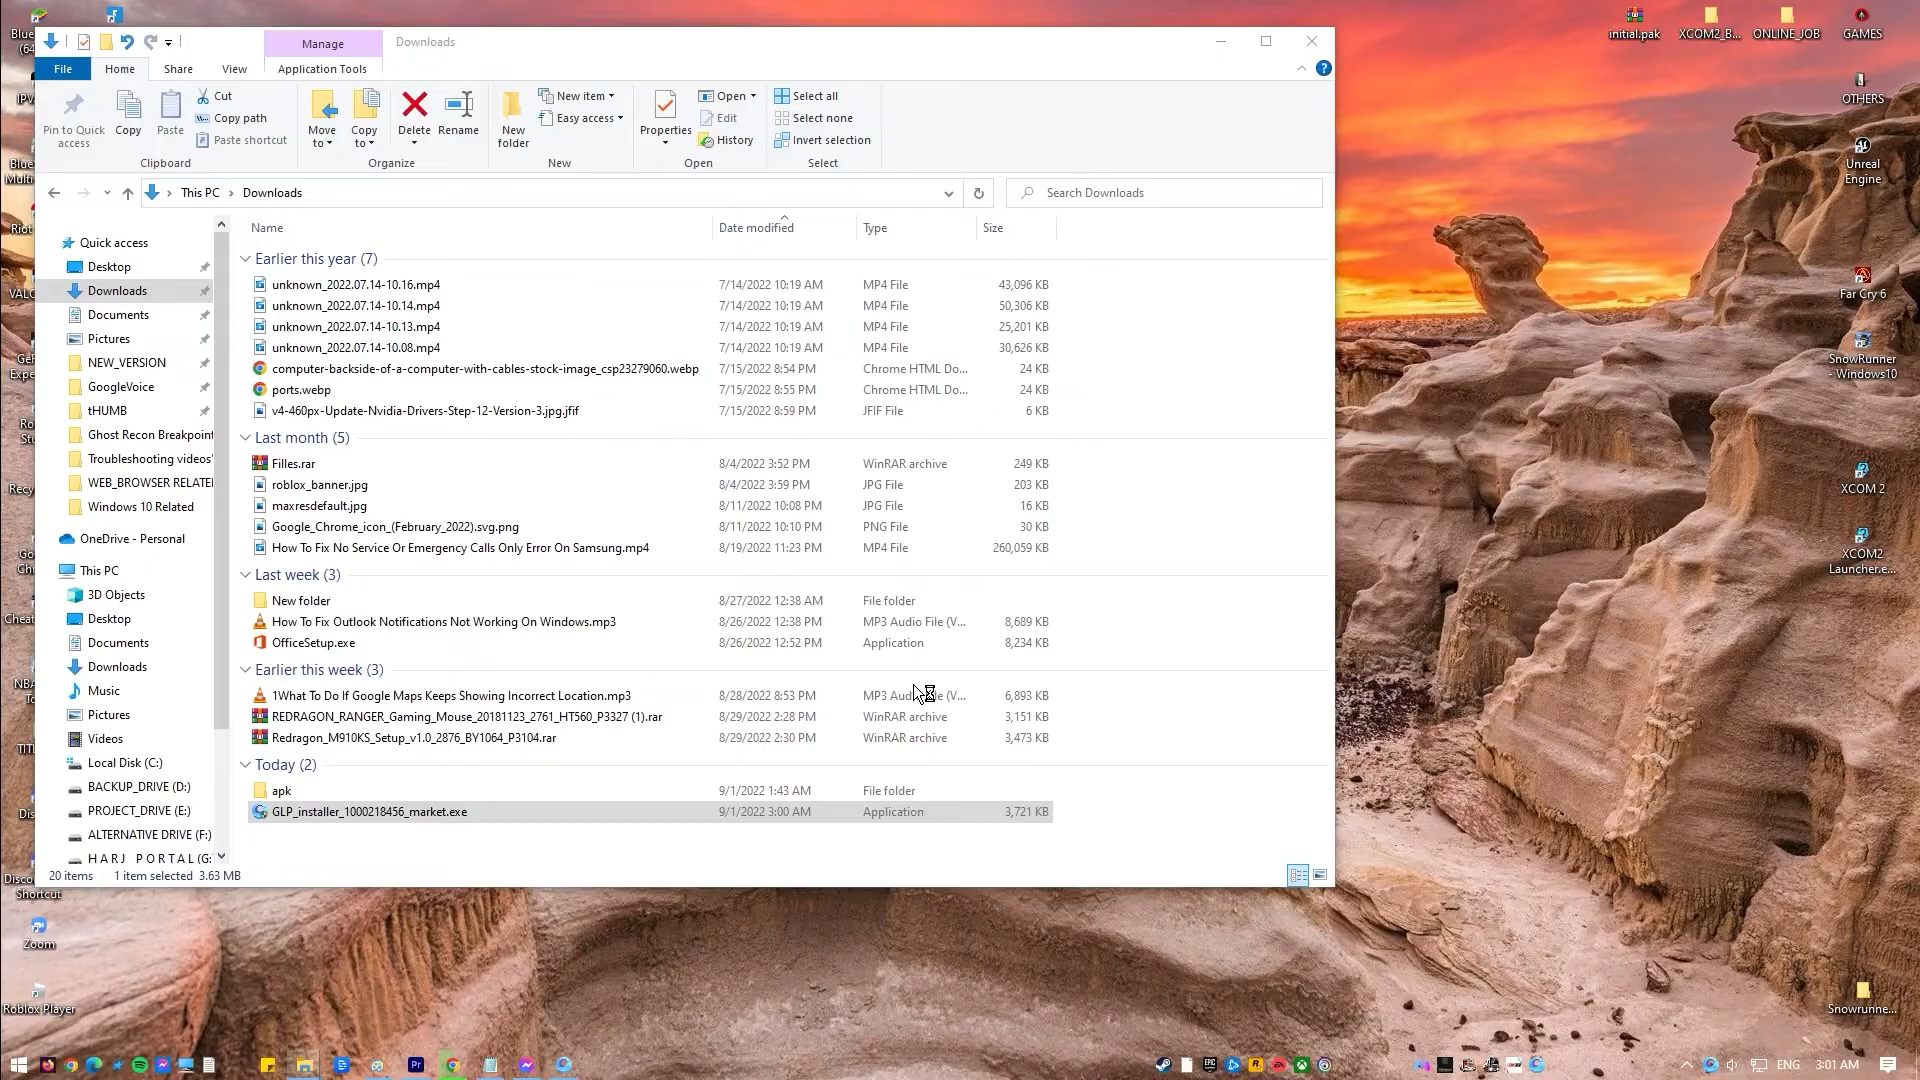 Manage
Downloads
File
Home
Share
View
Application Tools
Pin to Quick access
Copy
Paste
Cut
Copy path
Paste shortcut
Clipboard
Move to
Copy to
Delete
Rename
Organize
New folder
New item
Easy access
New
Properties
Open
Edit
History
Open
Select all
Select none
Invert selection
Select
This PC
Downloads
Search Downloads
Name
Date modified
Type
Size
Quick access
Desktop
Downloads
Documents
Pictures
NEW_VERSION
GoogleVoice
tHUMB
Ghost Recon Breakpoint
Troubleshooting videos'
WEB_BROWSER RELATE
Windows 10 Related
OneDrive - Personal
This PC
3D Objects
Desktop
Documents
Downloads
Music
Pictures
Videos
Local Disk (C:)
BACKUP_DRIVE (D:)
PROJECT_DRIVE (E:)
ALTERNATIVE DRIVE (F:)
H A R J _ P O R T A L (G:
Earlier this year (7)
unknown_2022.07.14-10.16.mp4 7/14/2022 10:19 AM MP4 File 43,096 KB
unknown_2022.07.14-10.14.mp4 7/14/2022 10:19 AM MP4 File 50,306 KB
unknown_2022.07.14-10.13.mp4 7/14/2022 10:19 AM MP4 File 25,201 KB
unknown_2022.07.14-10.08.mp4 7/14/2022 10:19 AM MP4 File 30,626 KB
computer-backside-of-a-computer-with-cables-stock-image_csp23279060.webp 7/15/2022 8:54 PM Chrome HTML Do... 24 KB
ports.webp 7/15/2022 8:55 PM Chrome HTML Do... 24 KB
v4-460px-Update-Nvidia-Drivers-Step-12-Version-3.jpg.jfif 7/15/2022 8:59 PM JFIF File 6 KB
Last month (5)
Filles.rar 8/4/2022 3:52 PM WinRAR archive 249 KB
roblox_banner.jpg 8/4/2022 3:59 PM JPG File 203 KB
maxresdefault.jpg 8/11/2022 10:08 PM JPG File 16 KB
Google_Chrome_icon_(February_2022).svg.png 8/11/2022 10:10 PM PNG File 30 KB
How To Fix No Service Or Emergency Calls Only Error On Samsung.mp4 8/19/2022 11:23 PM MP4 File 260,059 KB
Last week (3)
New folder 8/27/2022 12:38 AM File folder
How To Fix Outlook Notifications Not Working On Windows.mp3 8/26/2022 12:38 PM MP3 Audio File (V... 8,689 KB
OfficeSetup.exe 8/26/2022 12:52 PM Application 8,234 KB
Earlier this week (3)
1What To Do If Google Maps Keeps Showing Incorrect Location.mp3 8/28/2022 8:53 PM MP3 Aud e (V... 6,893 KB
REDRAGON_RANGER_Gaming_Mouse_20181123_2761_HT560_P3327 (1).rar 8/29/2022 2:28 PM WinRAR archive 3,151 KB
Redragon_M910KS_Setup_v1.0_2876_BY1064_P3104.rar 8/29/2022 2:30 PM WinRAR archive 3,473 KB
Today (2)
apk 9/1/2022 1:43 AM File folder
GLP_installer_1000218456_market.exe 9/1/2022 3:00 AM Application 3,721 KB
20 items 1 item selected 3.63 MB
initial.pak
XCOM2_B...
ONLINE_JOB
GAMES
OTHERS
Unreal
Engine
Far Cry 6
SnowRunner
- Windows10
XCOM 2
XCOM2
Launcher.e...
Snowrunne...
Shortcut
Zoom
Roblox Player
ENG
3:01 AM